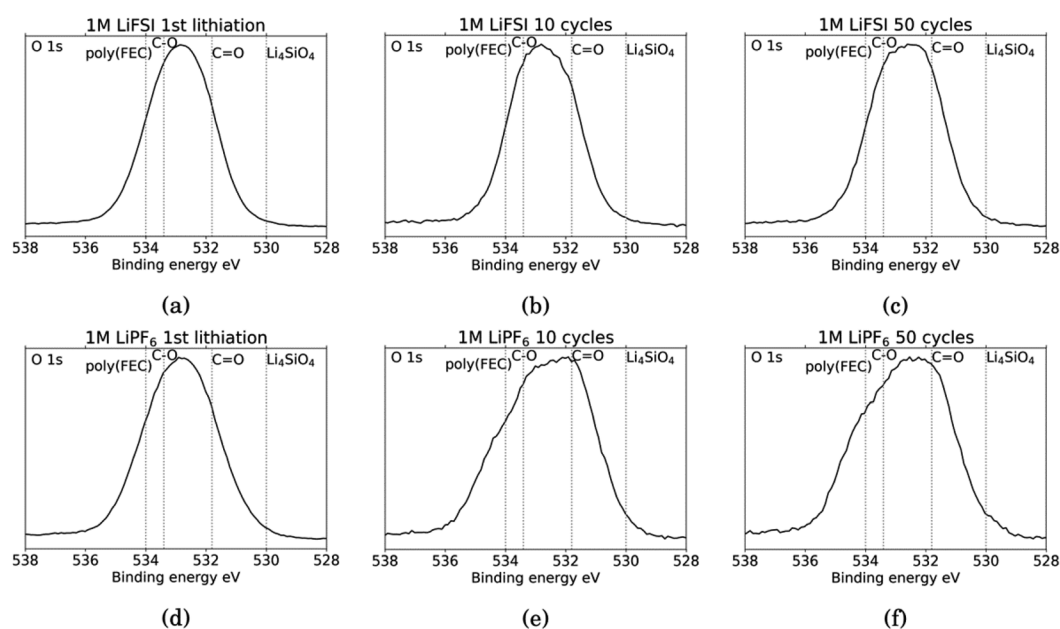 1M LiFSI 1st lithiation
O 1s
C-O
poly(FEC)
C=O
Li₄SiO₄
538 536 534 532 530 528
Binding energy eV
(a)
1M LiFSI 10 cycles
O 1s
C-O
poly(FEC)
C=O
Li₄SiO₄
538 536 534 532 530 528
Binding energy eV
(b)
1M LiFSI 50 cycles
O 1s
C-O
poly(FEC)
C=O
Li₄SiO₄
538 536 534 532 530 528
Binding energy eV
(c)
1M LiPF₆ 1st lithiation
O 1s
C-O
poly(FEC)
C=O
Li₄SiO₄
538 536 534 532 530 528
Binding energy eV
(d)
1M LiPF₆ 10 cycles
O 1s
C-O
poly(FEC)
C=O
Li₄SiO₄
538 536 534 532 530 528
Binding energy eV
(e)
1M LiPF₆ 50 cycles
O 1s
C-O
poly(FEC)
C=O
Li₄SiO₄
538 536 534 532 530 528
Binding energy eV
(f)